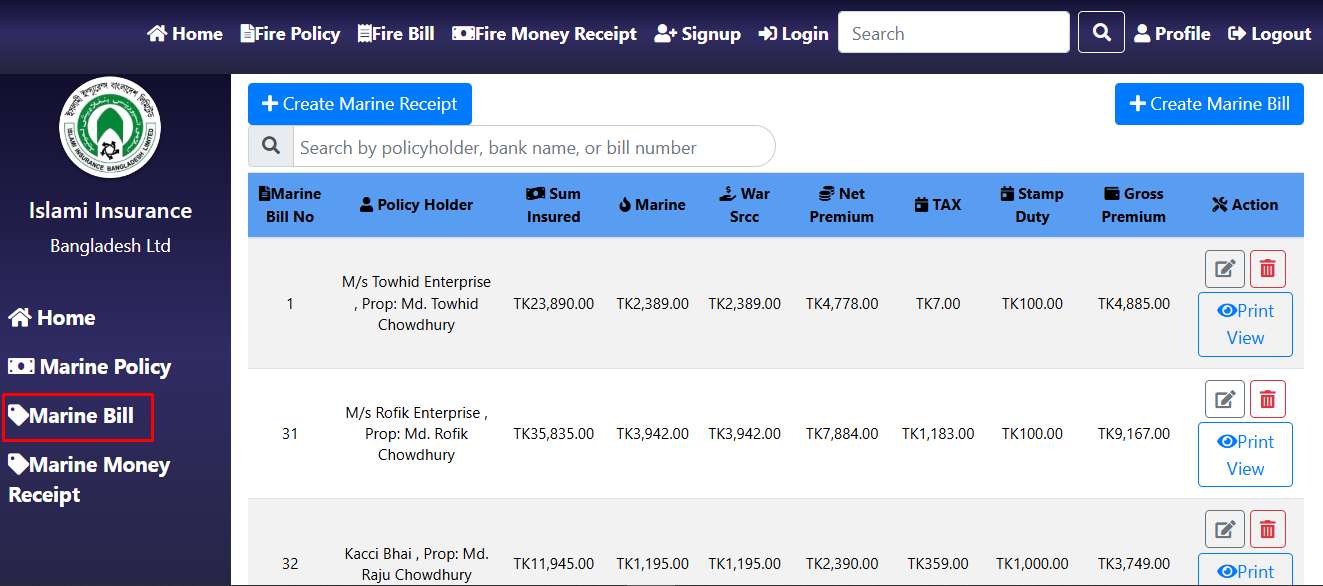 Home Fire Policy Fire Bill Fire Money Receipt Signup Login Search Profile Logout
ISLAMI INSURANCE BANGLADESH LIMITED
Islami Insurance
Bangladesh Ltd
Home
Marine Policy
Marine Bill
Marine Money
Receipt
Create Marine Receipt
Create Marine Bill
Search by policyholder, bank name, or bill number
Marine
Bill No
Policy Holder
Sum
Insured
Marine
War
Srcc
Net
Premium
TAX
Stamp
Duty
Gross
Premium
Action
1
M/s Towhid Enterprise
, Prop: Md. Towhid
Chowdhury
TK23,890.00
TK2,389.00
TK2,389.00
TK4,778.00
TK7.00
TK100.00
TK4,885.00
Print
View
31
M/s Rofik Enterprise ,
Prop: Md. Rofik
Chowdhury
TK35,835.00
TK3,942.00
TK3,942.00
TK7,884.00
TK1,183.00
TK100.00
TK9,167.00
Print
View
32
Kacci Bhai , Prop: Md.
Raju Chowdhury
TK11,945.00
TK1,195.00
TK1,195.00
TK2,390.00
TK359.00
TK1,000.00
TK3,749.00
Print